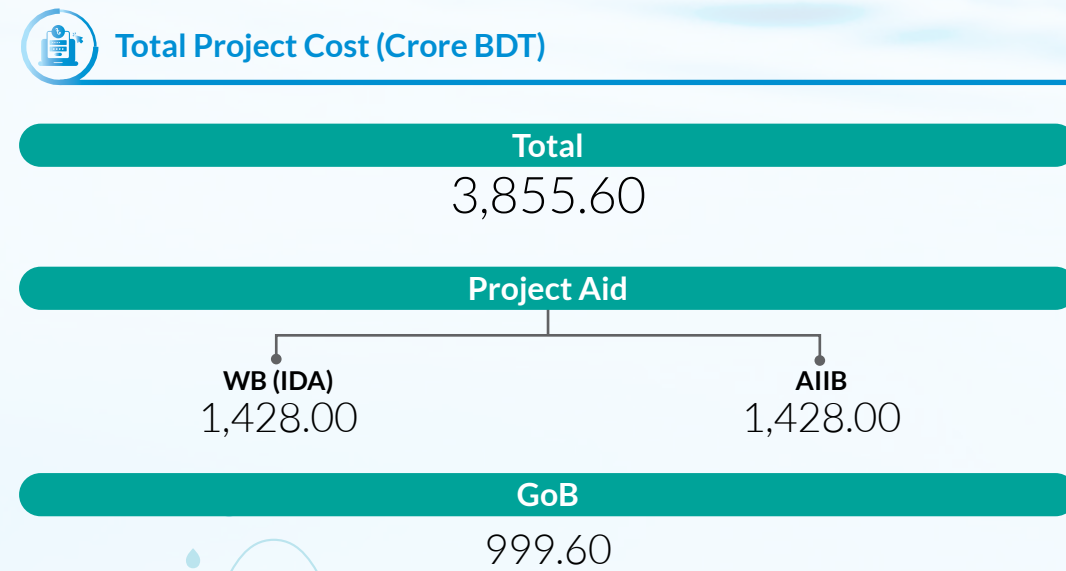 Total Project Cost (Crore BDT)
Total
3,855.60
Project Aid
WB (IDA)
1,428.00
AIIB
1,428.00
GoB
999.60